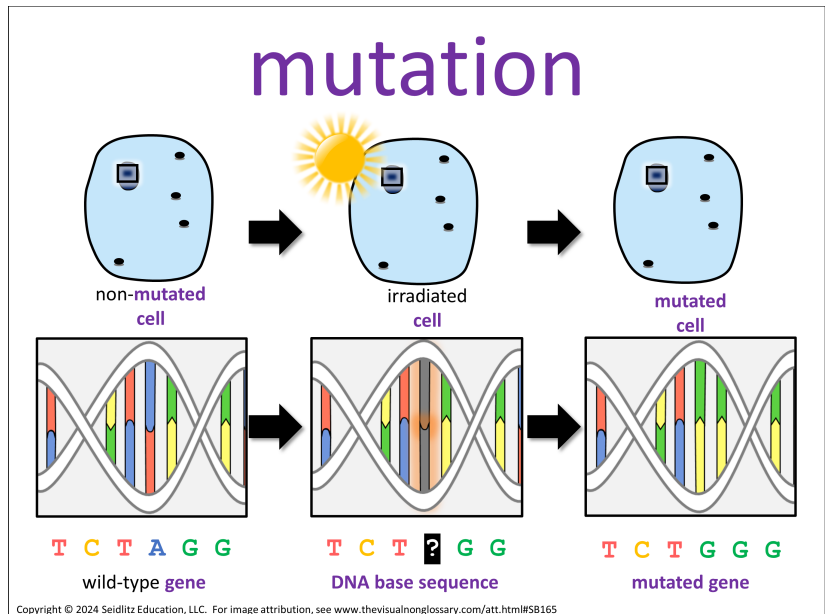 mutation
non-mutated
cell
irradiated
cell
mutated
cell
T C T A G G
T C T ? G G
T C T G G G
wild-type gene
DNA base sequence
mutated gene
Copyright © 2024 Seidlitz Education, LLC.  For image attribution, see www.thevisualnonglossary.com/att.html#SB165